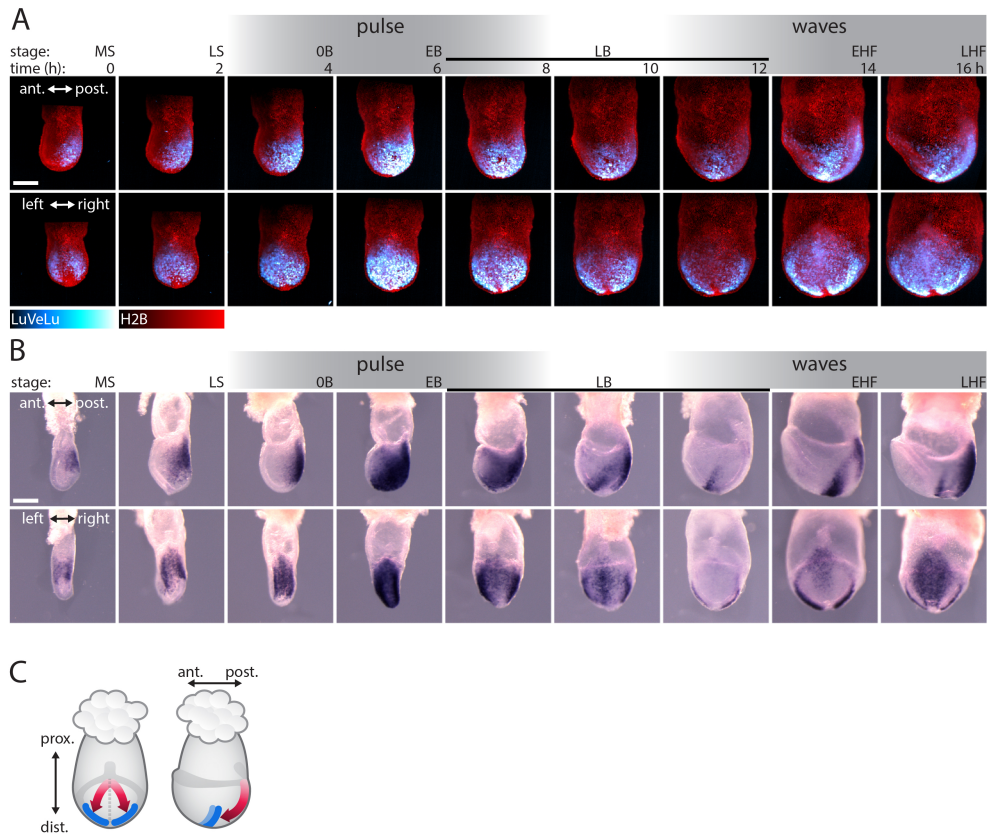 A
pulse
waves
stage: MS LS 0B EB LB EHF LHF
time (h): 0 2 4 6 8 10 12 14 16 h
ant. post.
left right
LuVeLu H2B
B
pulse
waves
stage: MS LS 0B EB LB EHF LHF
ant. post.
left right
C
ant. post.
prox.
dist.